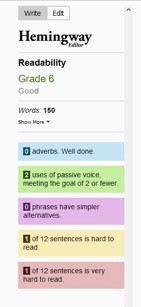 Write Edit
Hemingway
Editor
Readability
Grade 6
Good
Words: 150
Show More
0 adverbs. Well done.
2 uses of passive voice,
meeting the goal of 2 or fewer.
0 phrases have simpler
alternatives.
1 of 12 sentences is hard to
read.
1 of 12 sentences is very
hard to read.